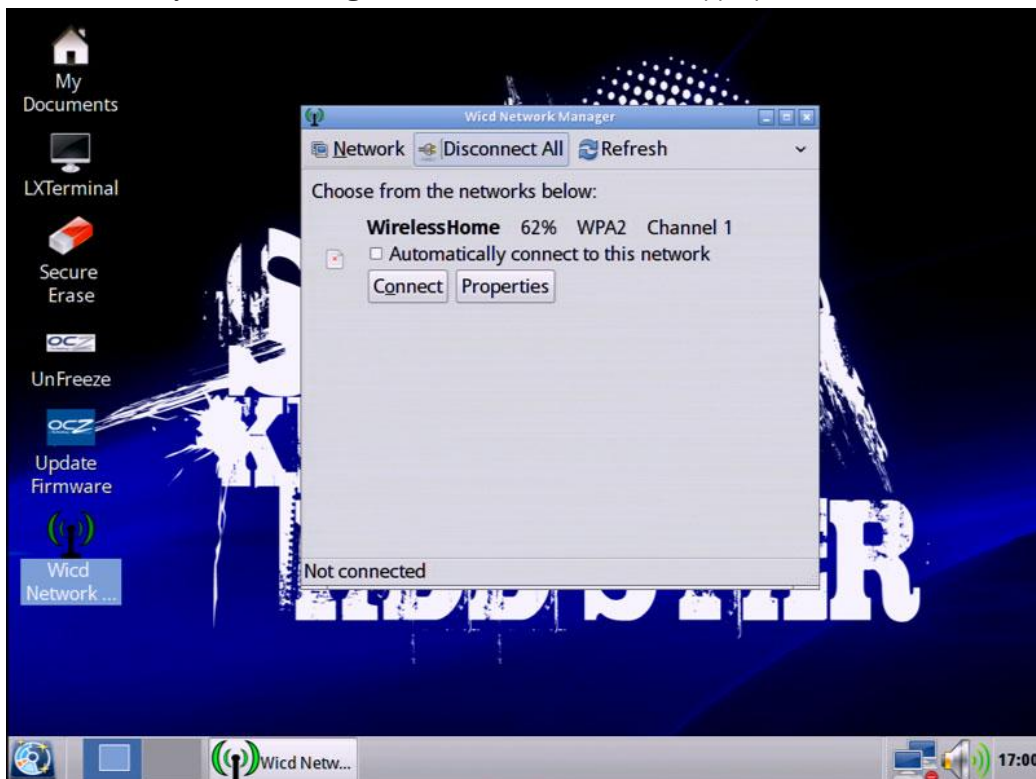 My
Documents
LXTerminal
Secure
Erase
OCZ
UnFreeze
OCZ
Update
Firmware
Wicd
Network ...
Wicd Network Manager
Network Disconnect All Refresh
Choose from the networks below:
WirelessHome 62% WPA2 Channel 1
Automatically connect to this network
Connect Properties
Not connected
Wicd Netw...
17:00